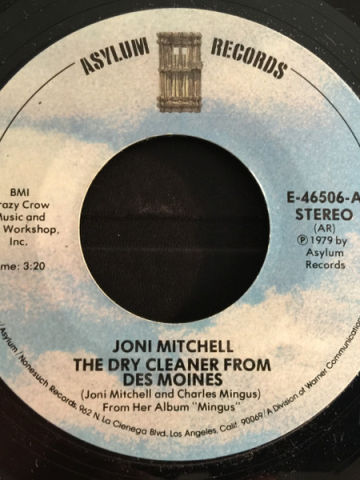 ASYLUM RECORDS
BMI
razy Crow
Music and
Workshop,
Inc.
me: 3:20
E-46506-A
STEREO
(AR)
℗ 1979 by
Asylum
Records
JONI MITCHELL
THE DRY CLEANER FROM
DES MOINES
(Joni Mitchell and Charles Mingus)
From Her Album "Mingus"
/Asylum/Nonesuch Records, 962 N. La Cienega Blvd. Los Angeles, Calif. 90069/A Division of Warner Communication